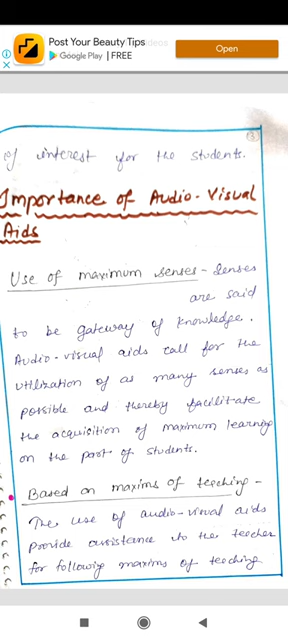 Post Your Beauty Tips
Google Play | FREE
Open
of interest for the students.
Importance of Audio-Visual
Aids
Use of maximum senses - Senses
are said
to be gateway of knowledge.
Audio-visual aids call for the
utilization of as many senses as
possible and thereby facilitate
the acquisition of maximum learning
on the part of students.
Based on maxims of teaching -
The use of audio-visual aids
provide assistance to the teacher
for following maxims of teaching